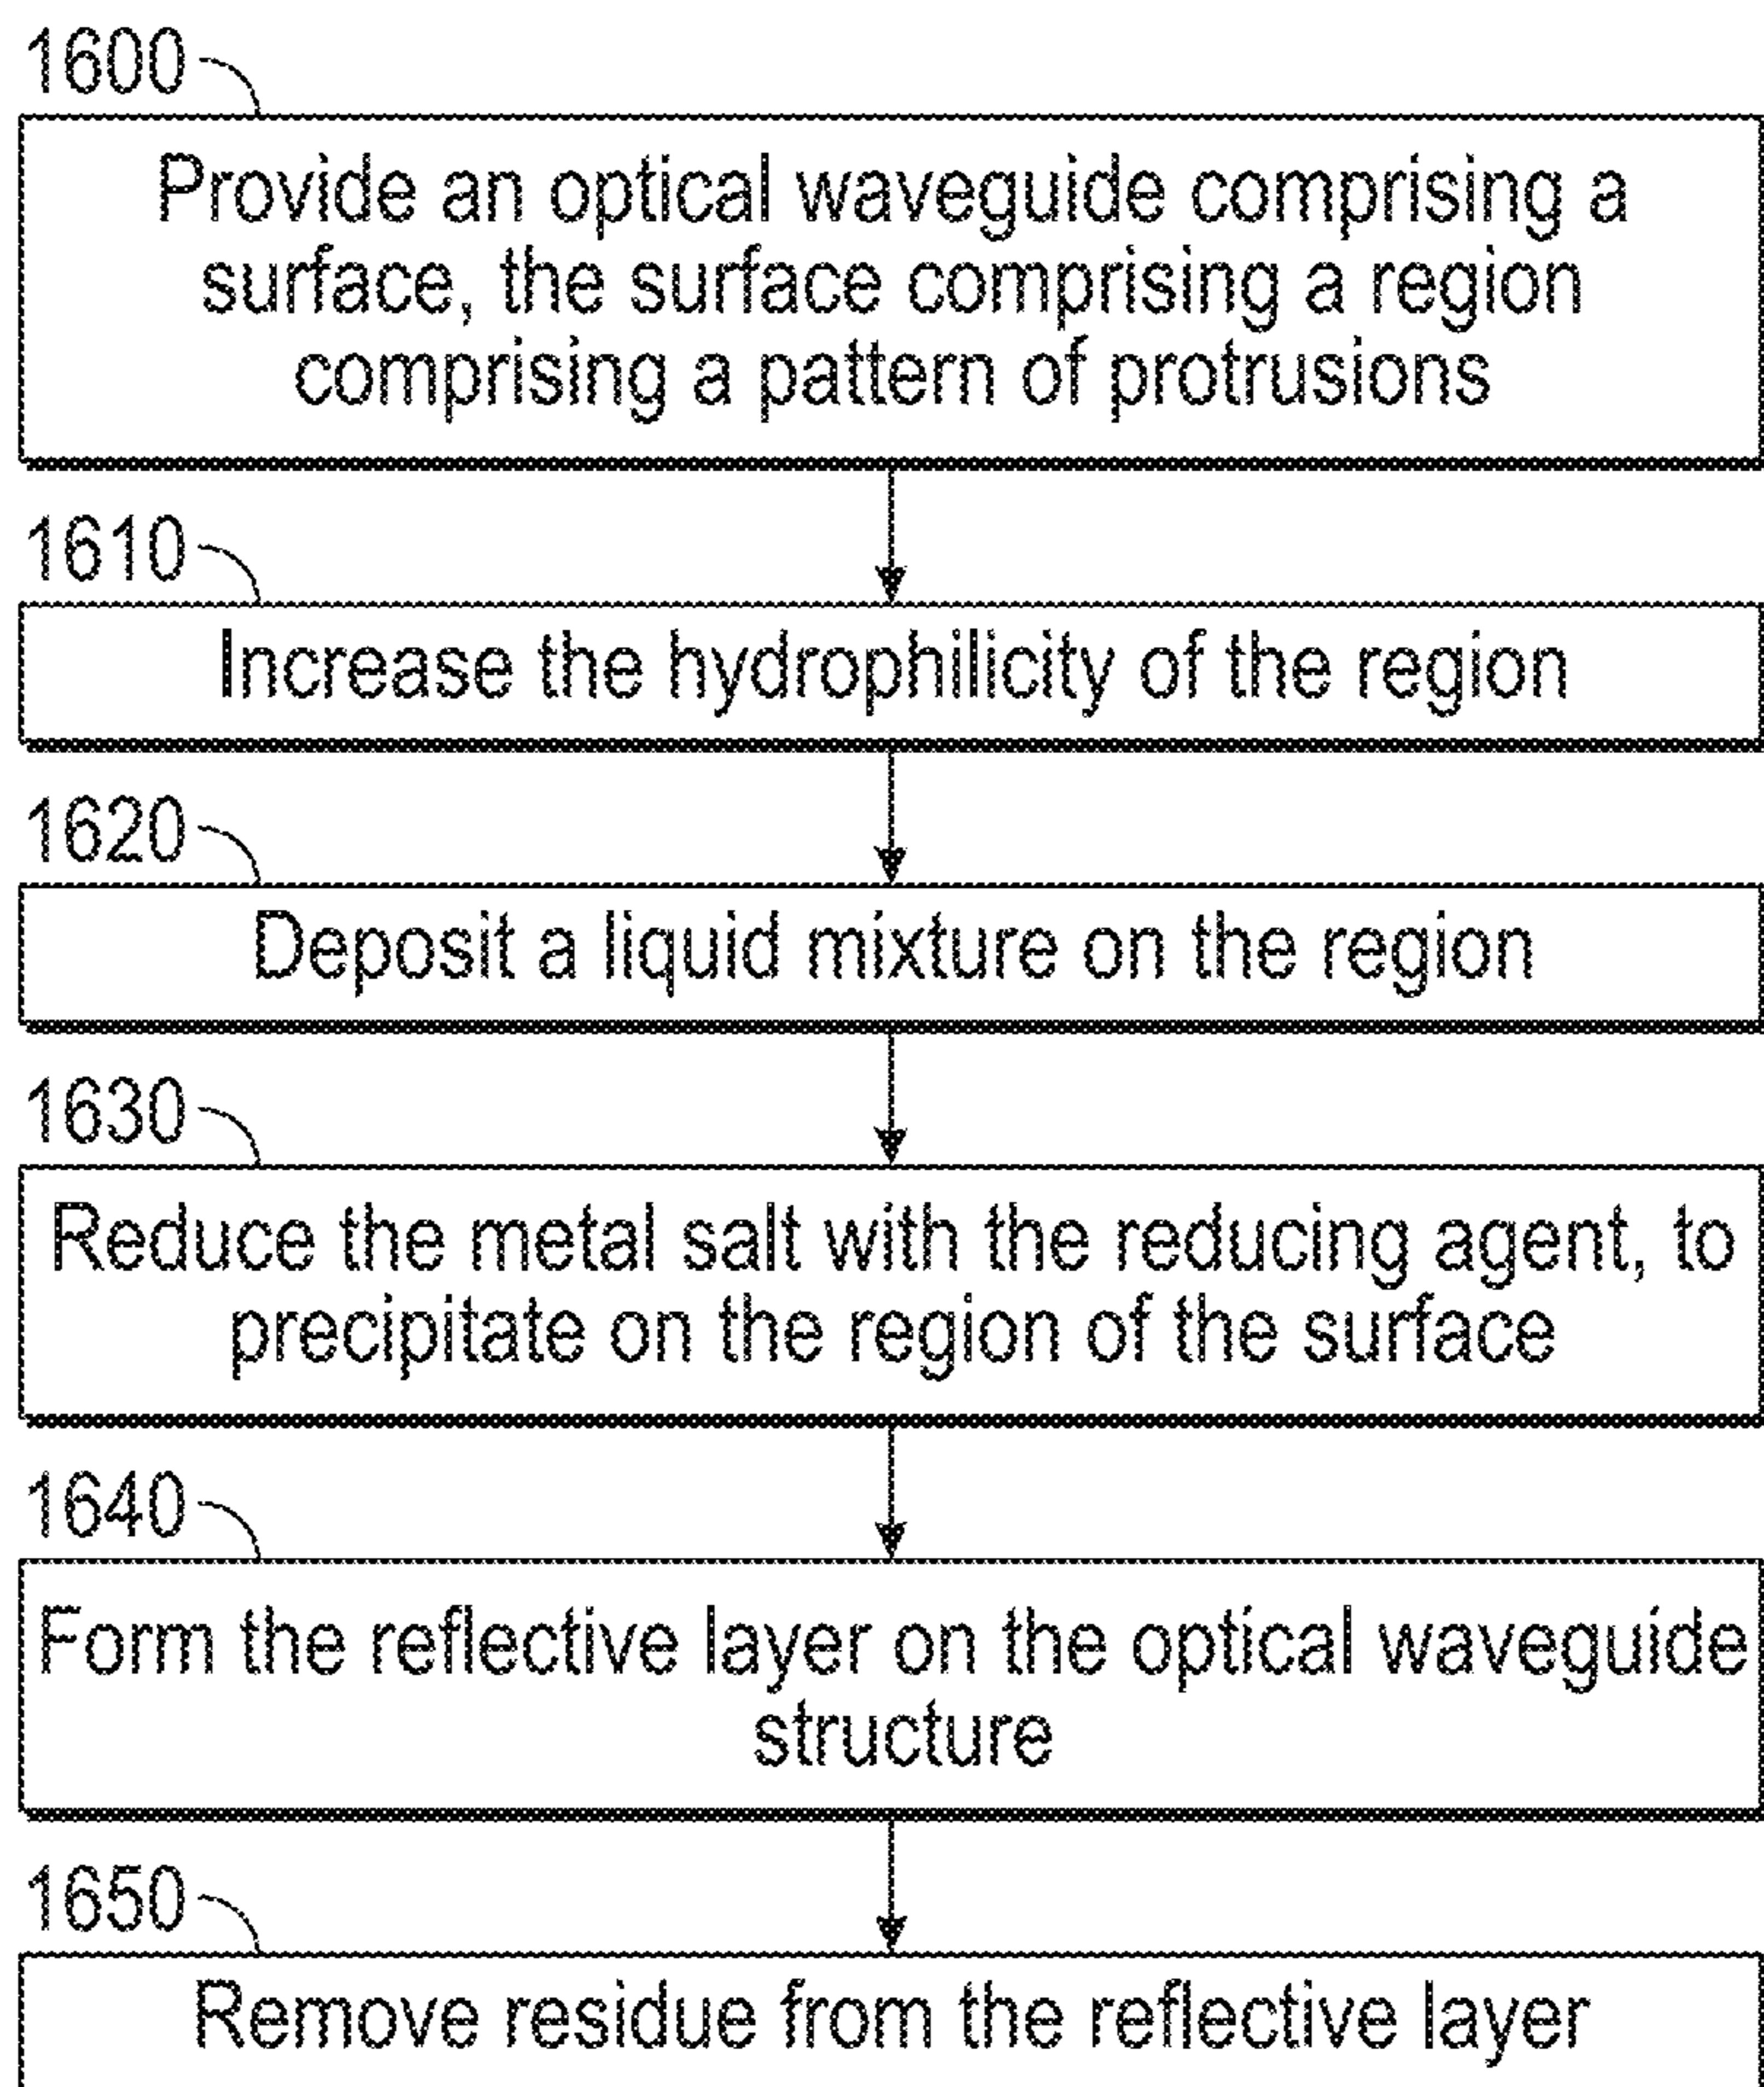 1600
Provide an optical waveguide comprising a
surface, the surface comprising a region
comprising a pattern of protrusions
1610
Increase the hydrophilicity of the region
1620
Deposit a liquid mixture on the region
1630
Reduce the metal salt with the reducing agent, to
precipitate on the region of the surface
1640
Form the reflective layer on the optical waveguide
structure
1650
Remove residue from the reflective layer